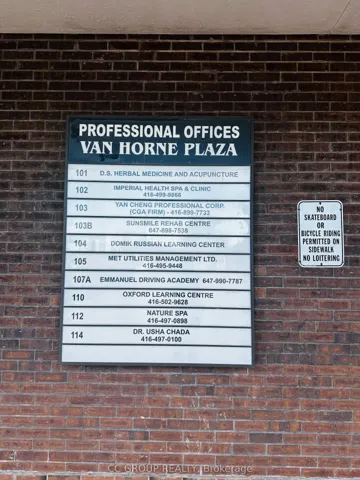 PROFESSIONAL OFFICES
VAN HORNE PLAZA
101 D.S. HERBAL MEDICINE AND ACUPUNCTURE
102 IMPERIAL HEALTH SPA & CLINIC
416-499-8868
103 YAN CHENG PROFESSIONAL CORP.
(CGA FIRM) - 416-899-7733
103B SUNSMILE REHAB CENTRE
647-898-7538
104 DOMIK RUSSIAN LEARNING CENTER
105 MET UTILITIES MANAGEMENT LTD.
416-495-9448
107A EMMANUEL DRIVING ACADEMY 647-990-7787
110 OXFORD LEARNING CENTRE
416-502-9628
112 NATURE SPA
416-497-0898
114 DR. USHA CHADA
416-497-0100
NO
SKATEBOARD
OR
BICYCLE RIDING
PERMITTED ON
SIDEWALK
NO LOITERING
CC GROUP REALTY, Brokerage